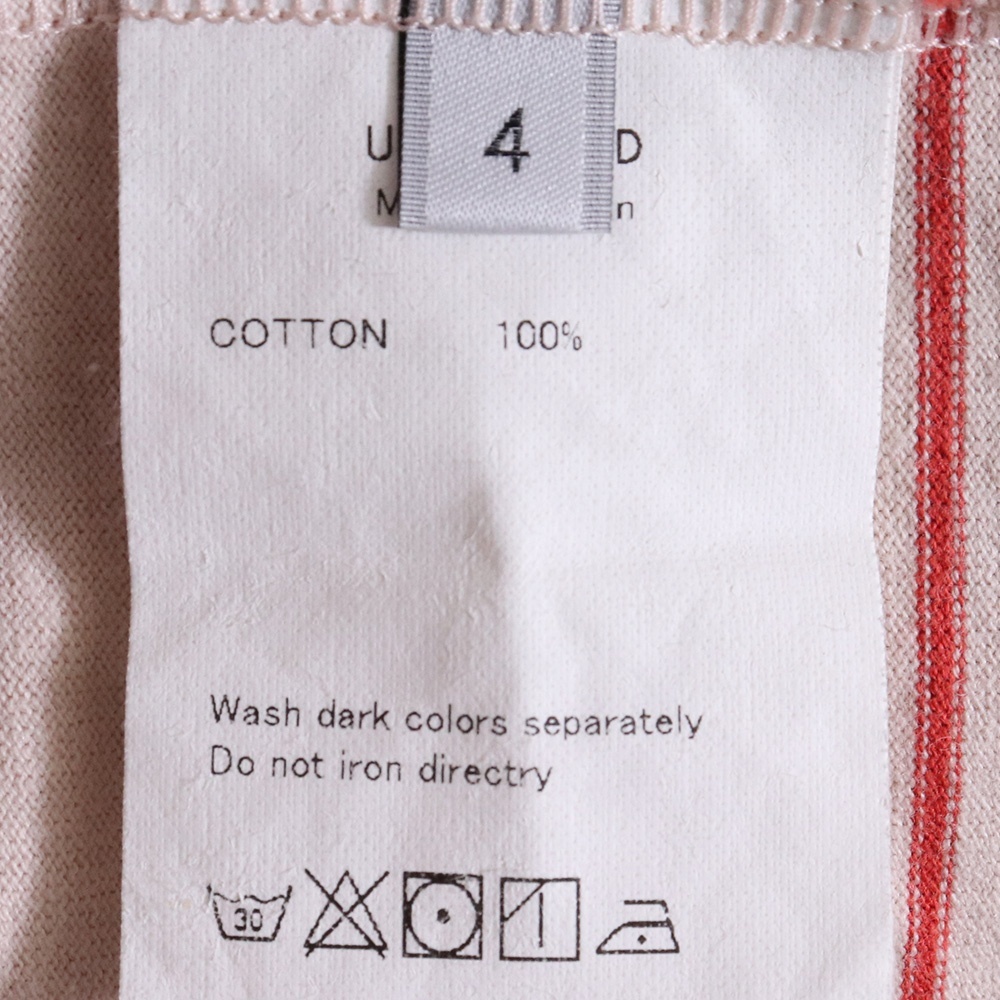 4
COTTON 100%
Wash dark colors separately
Do not iron directry
30